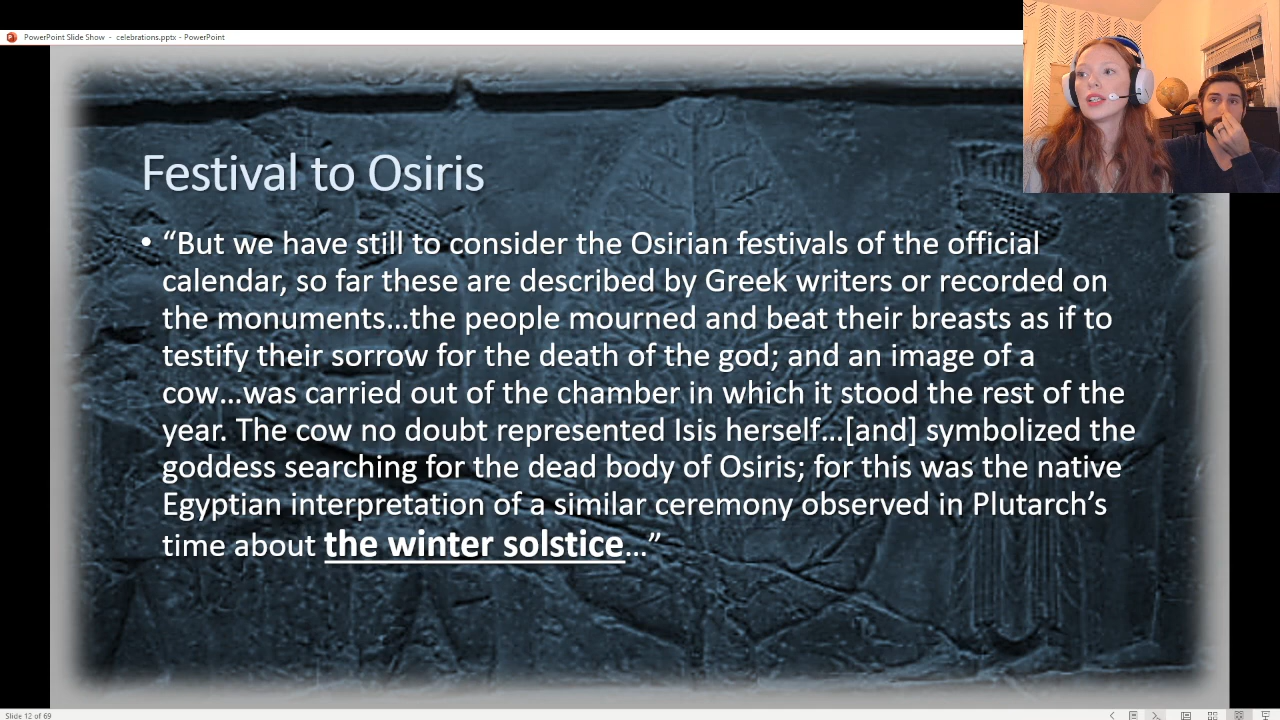 PowerPoint Slide Show - celebrations.pptx - PowerPoint
Festival to Osiris
• “But we have still to consider the Osirian festivals of the official
calendar, so far these are described by Greek writers or recorded on
the monuments…the people mourned and beat their breasts as if to
testify their sorrow for the death of the god; and an image of a
cow…was carried out of the chamber in which it stood the rest of the
year. The cow no doubt represented Isis herself…[and] symbolized the
goddess searching for the dead body of Osiris; for this was the native
Egyptian interpretation of a similar ceremony observed in Plutarch’s
time about the winter solstice…”
Slide 12 of 69